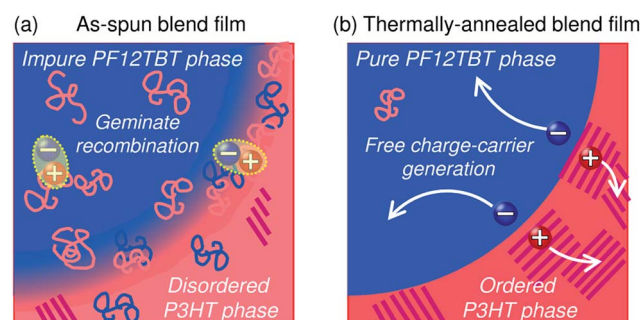 (a) As-spun blend film
Impure PF12TBT phase
Geminate
recombination
−
+
−
+
Disordered
P3HT phase
(b) Thermally-annealed blend film
Pure PF12TBT phase
Free charge-carrier
generation
−
+
−
+
Ordered
P3HT phase